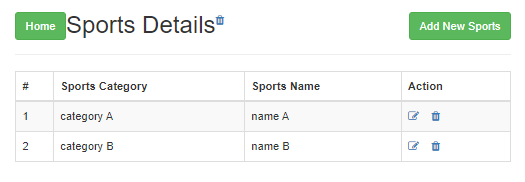 Home Sports Details Add New Sports
# Sports Category Sports Name Action
1 category A name A
2 category B name B